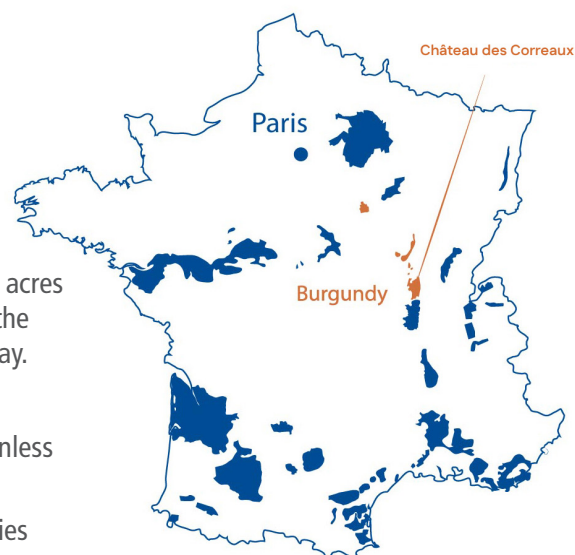 Château des Correaux
Paris
acres
the
Burgundy
ay.
nless
ies